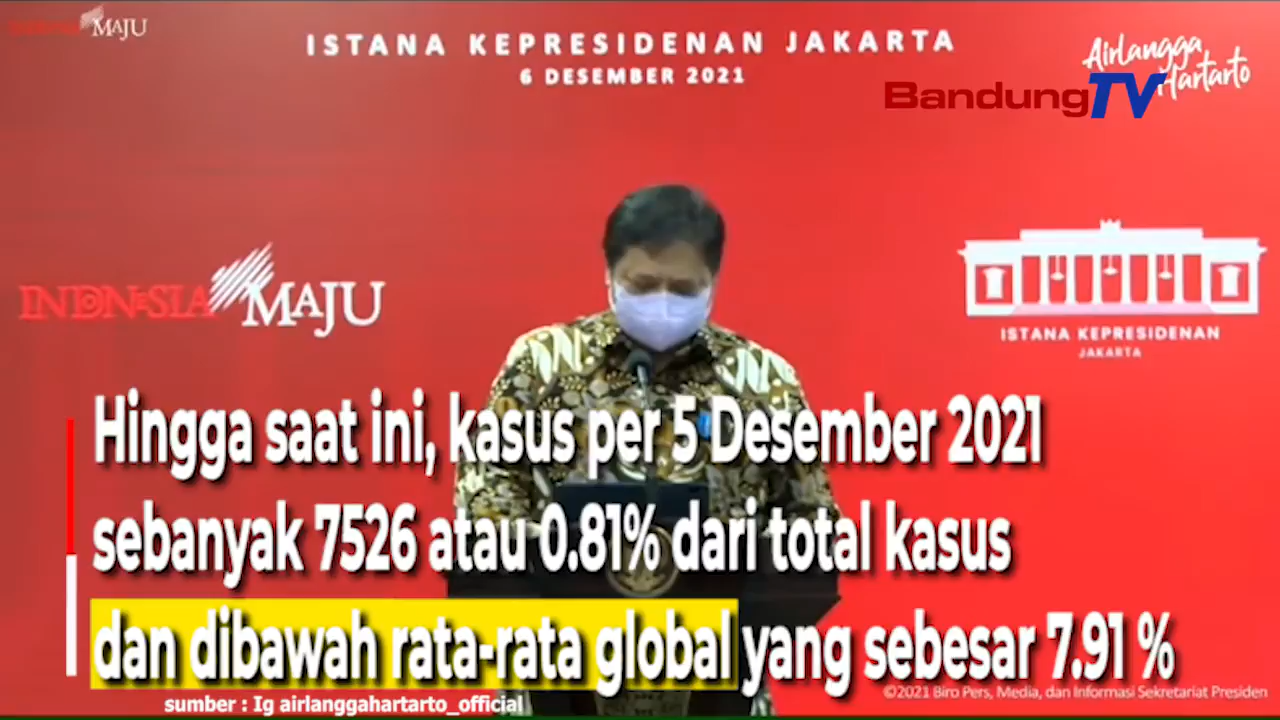 INDONESIA MAJU
ISTANA KEPRESIDENAN JAKARTA
6 DESEMBER 2021
Airlangga
Hartarto
BandungTV
INDONESIA MAJU
ISTANA KEPRESIDENAN
JAKARTA
Hingga saat ini, kasus per 5 Desember 2021
sebanyak 7526 atau 0.81% dari total kasus
dan dibawah rata-rata global yang sebesar 7.91 %
©2021 Biro Pers, Media, dan Informasi Sekretariat Presiden
sumber : Ig airlanggahartarto_official